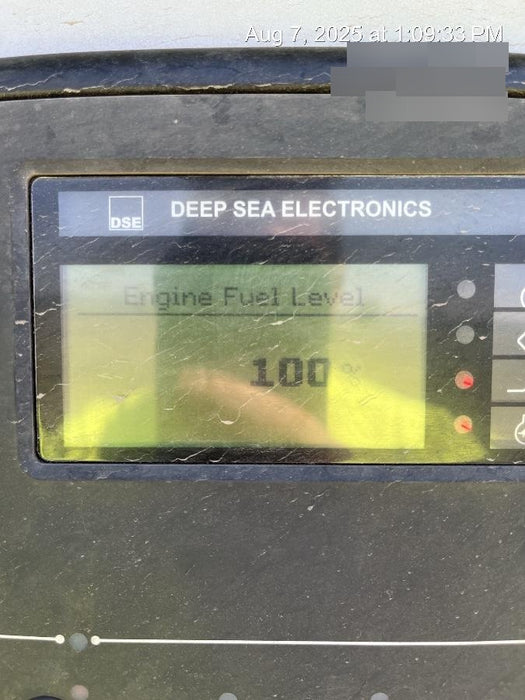 Aug 7, 2025 at 1:09:33 PM
DSE
DEEP SEA ELECTRONICS
Engine Fuel Level
100 %